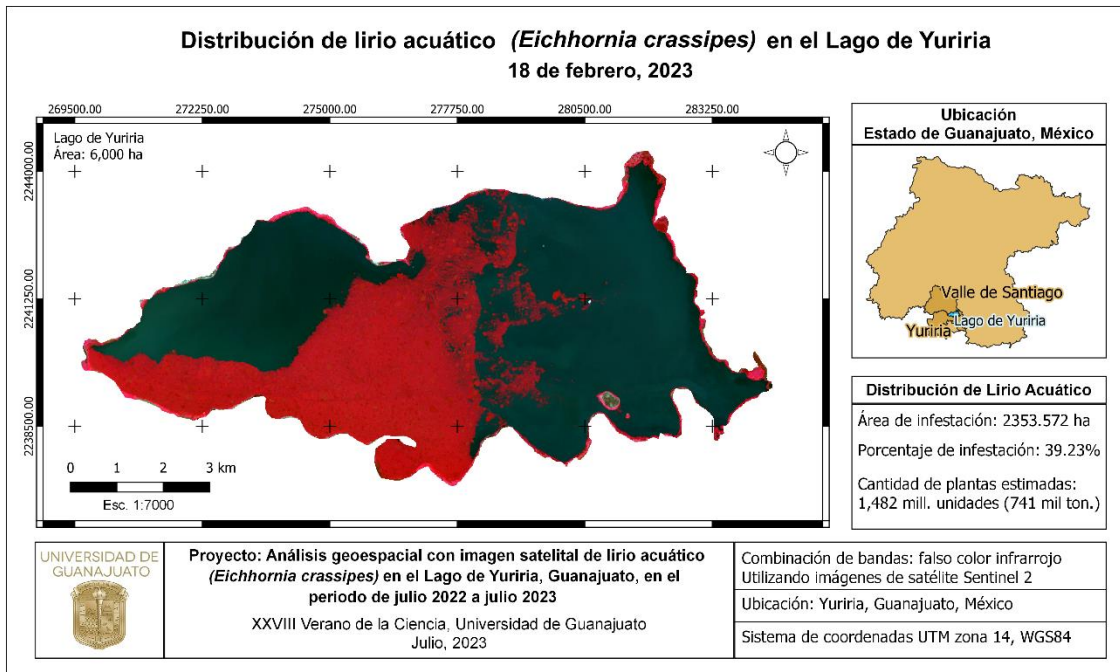 Distribución de lirio acuático (Eichhornia crassipes) en el Lago de Yuriria
18 de febrero, 2023
269500.00
272250.00
275000.00
277750.00
280500.00
283250.00
2244000.00
2241250.00
2238500.00
Lago de Yuriria
Área: 6,000 ha
0 1 2 3 km
Esc. 1:7000
Ubicación
Estado de Guanajuato, México
Valle de Santiago
Lago de Yuriria
Yuriria
Distribución de Lirio Acuático
Área de infestación: 2353.572 ha
Porcentaje de infestación: 39.23%
Cantidad de plantas estimadas:
1,482 mill. unidades (741 mil ton.)
UNIVERSIDAD DE
GUANAJUATO
Proyecto: Análisis geoespacial con imagen satelital de lirio acuático
(Eichhornia crassipes) en el Lago de Yuriria, Guanajuato, en el
periodo de julio 2022 a julio 2023
XXVIII Verano de la Ciencia, Universidad de Guanajuato
Julio, 2023
Combinación de bandas: falso color infrarrojo
Utilizando imágenes de satélite Sentinel 2
Ubicación: Yuriria, Guanajuato, México
Sistema de coordenadas UTM zona 14, WGS84